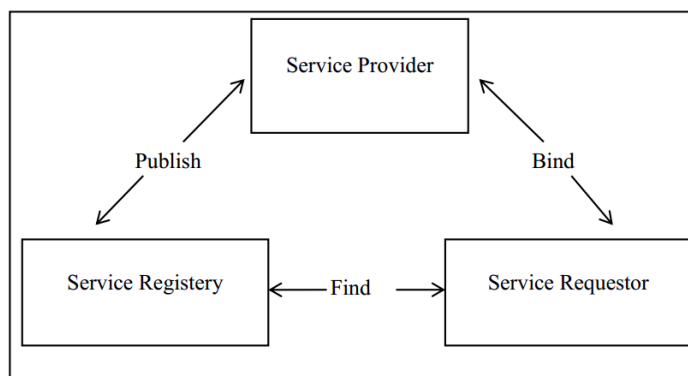 Service Provider
Publish
Bind
Service Registery
Find
Service Requestor